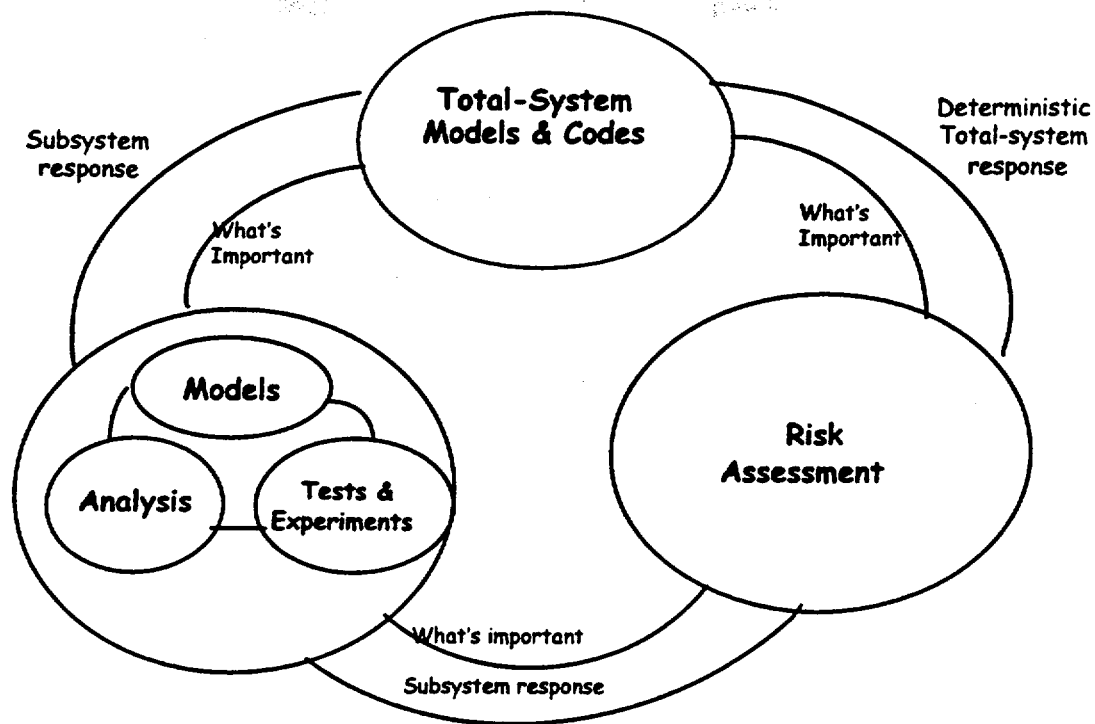 Total-System
Models & Codes
Subsystem
response
Deterministic
Total-system
response
What's
Important
What's
Important
Models
Analysis
Tests &
Experiments
Risk
Assessment
What's important
Subsystem response